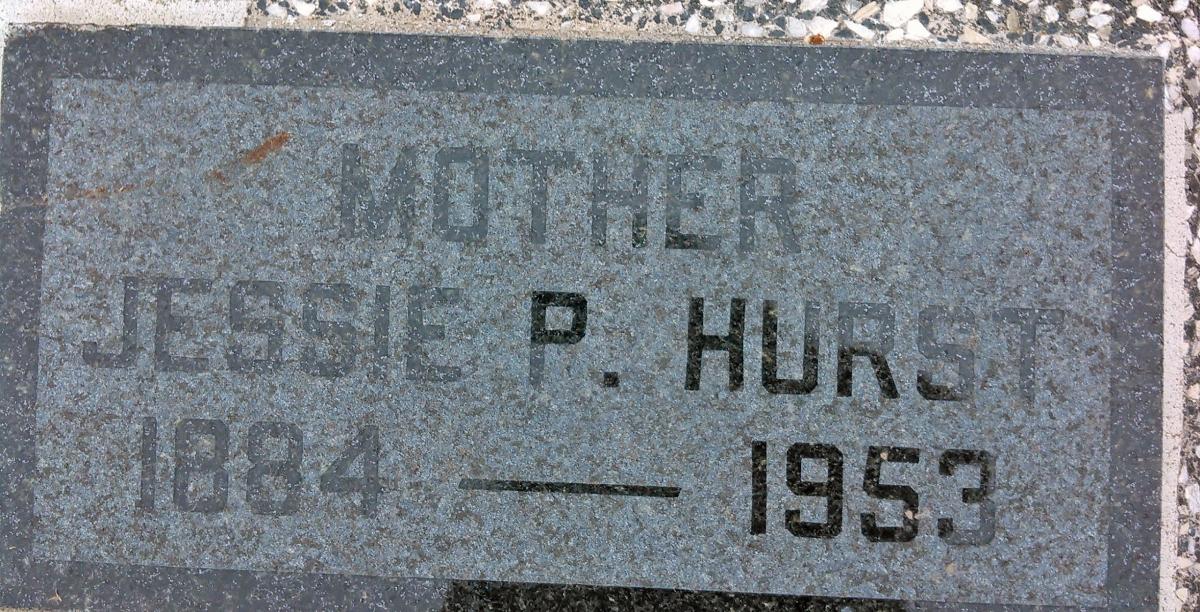 MOTHER
JESSIE P. HURST
1884 — 1953